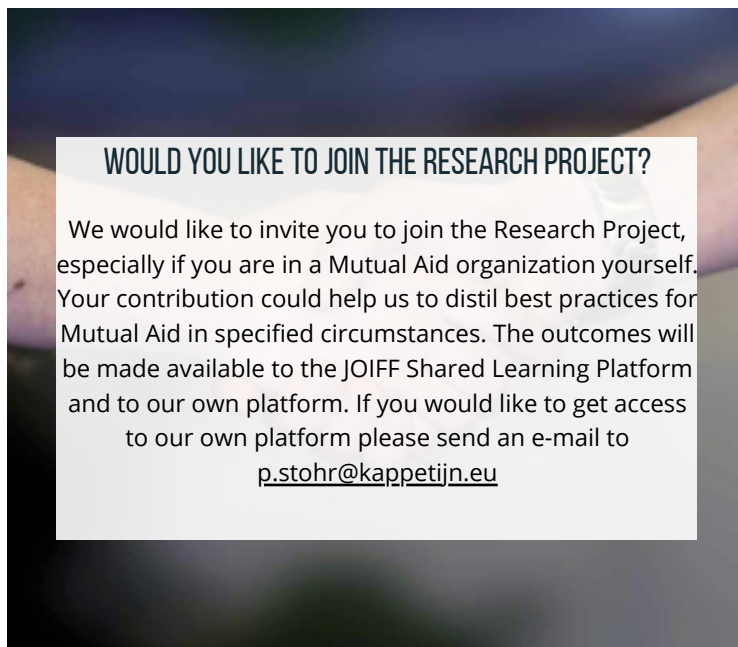 WOULD YOU LIKE TO JOIN THE RESEARCH PROJECT?
We would like to invite you to join the Research Project,
especially if you are in a Mutual Aid organization yourself.
Your contribution could help us to distil best practices for
Mutual Aid in specified circumstances. The outcomes will
be made available to the JOIFF Shared Learning Platform
and to our own platform. If you would like to get access
to our own platform please send an e-mail to
p.stohr@kappetijn.eu